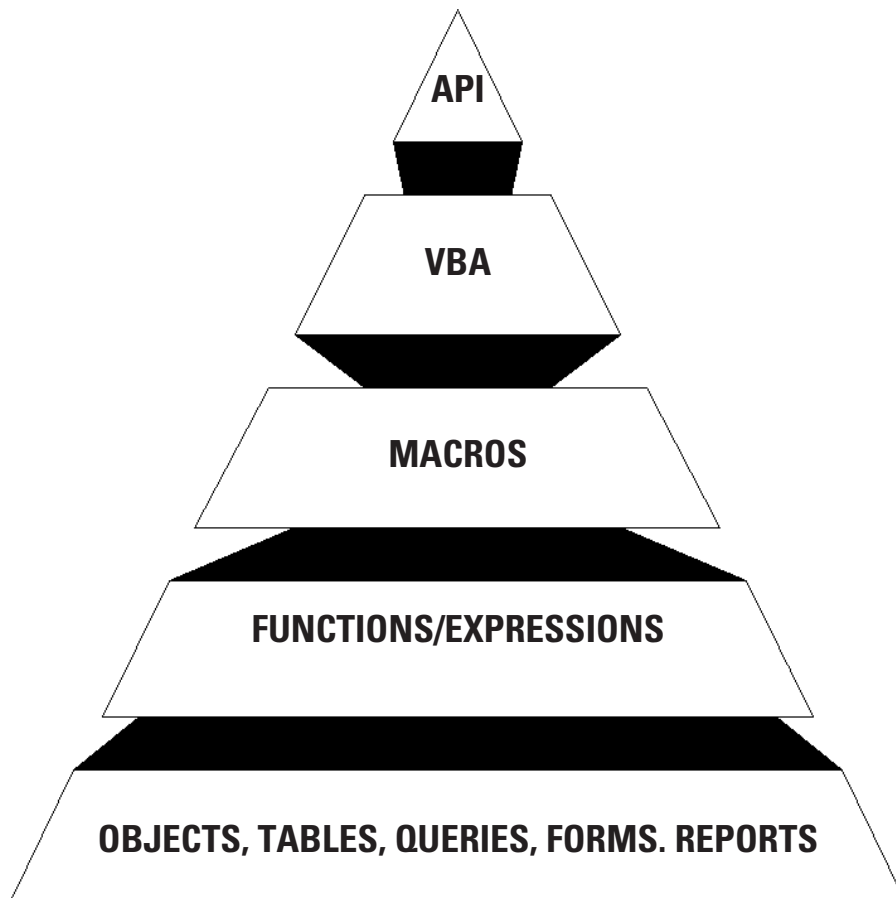 API
VBA
MACROS
FUNCTIONS/EXPRESSIONS
OBJECTS, TABLES, QUERIES, FORMS. REPORTS